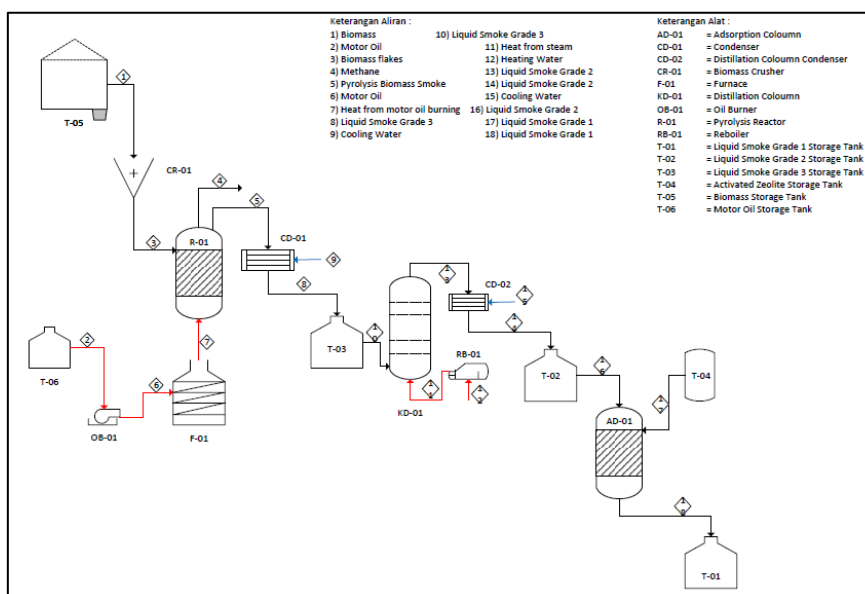 Keterangan Aliran :
1) Biomass
10) Liquid Smoke Grade 3
2) Motor Oil
11) Heat from steam
3) Biomass flakes
12) Heating Water
4) Methane
13) Liquid Smoke Grade 2
5) Pyrolysis Biomass Smoke
14) Liquid Smoke Grade 2
6) Motor Oil
15) Cooling Water
7) Heat from motor oil burning
16) Liquid Smoke Grade 2
8) Liquid Smoke Grade 3
17) Liquid Smoke Grade 1
9) Cooling Water
18) Liquid Smoke Grade 1
Keterangan Alat :
AD-01 = Adsorption Coloumn
CD-01 = Condenser
CD-02 = Distillation Coloumn Condenser
CR-01 = Biomass Crusher
F-01 = Furnace
KD-01 = Distillation Coloumn
OB-01 = Oil Burner
R-01 = Pyrolysis Reactor
RB-01 = Reboiler
T-01 = Liquid Smoke Grade 1 Storage Tank
T-02 = Liquid Smoke Grade 2 Storage Tank
T-03 = Liquid Smoke Grade 3 Storage Tank
T-04 = Activated Zeolite Storage Tank
T-05 = Biomass Storage Tank
T-06 = Motor Oil Storage Tank
1
T-05
CR-01
4
5
3
R-01
CD-01
9
8
13
CD-02
15
14
2
7
T-06
6
OB-01
F-01
T-03
10
RB-01
11
12
KD-01
T-02
16
T-04
17
AD-01
18
T-01